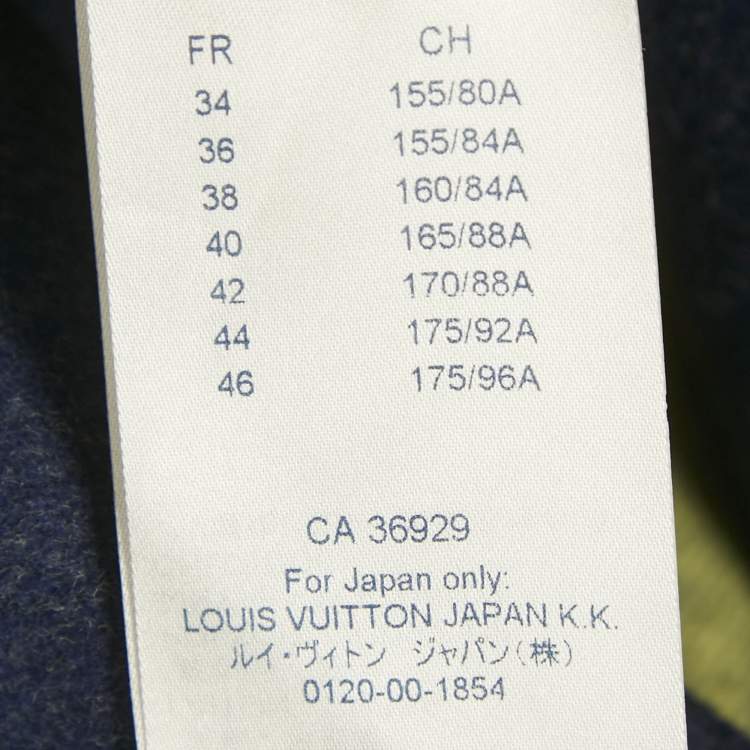 FR CH
34 155/80A
36 155/84A
38 160/84A
40 165/88A
42 170/88A
44 175/92A
46 175/96A
CA 36929
For Japan only:
LOUIS VUITTON JAPAN K.K.
ルイ・ヴィトン ジャパン(株)
0120-00-1854